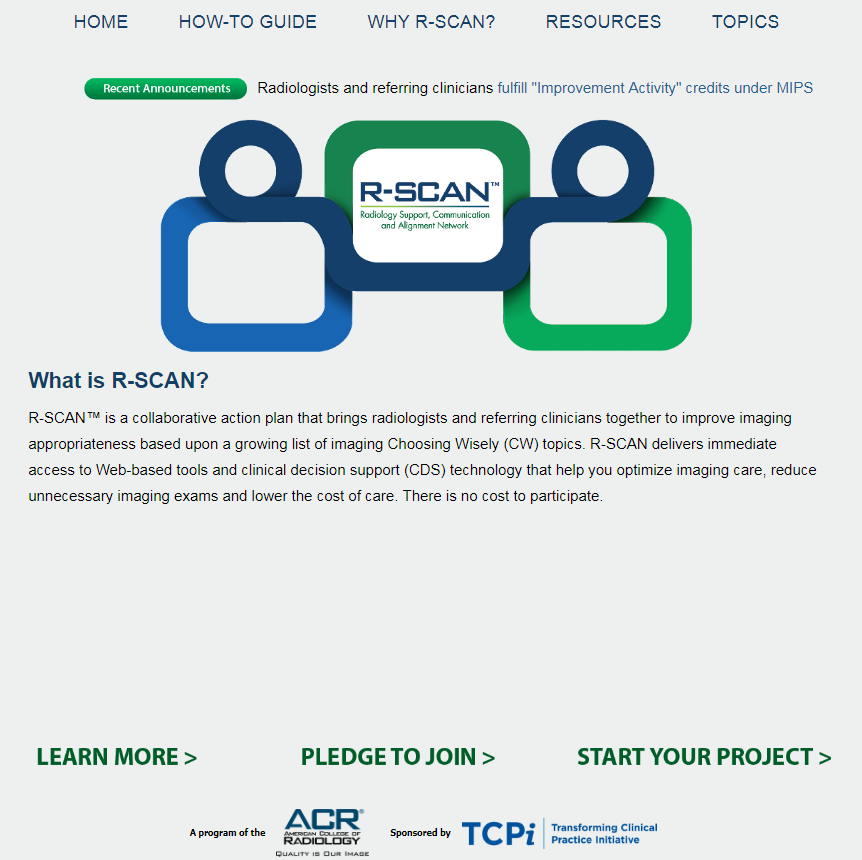 HOME HOW-TO GUIDE WHY R-SCAN? RESOURCES TOPICS
Recent Announcements Radiologists and referring clinicians fulfill "Improvement Activity" credits under MIPS
R-SCAN™
Radiology Support, Communication
and Alignment Network
What is R-SCAN?
R-SCAN™ is a collaborative action plan that brings radiologists and referring clinicians together to improve imaging
appropriateness based upon a growing list of imaging Choosing Wisely (CW) topics. R-SCAN delivers immediate
access to Web-based tools and clinical decision support (CDS) technology that help you optimize imaging care, reduce
unnecessary imaging exams and lower the cost of care. There is no cost to participate.
LEARN MORE > PLEDGE TO JOIN > START YOUR PROJECT >
A program of the
ACR®
AMERICAN COLLEGE OF
RADIOLOGY
QUALITY IS OUR IMAGE
Sponsored by
TCPi
Transforming Clinical
Practice Initiative